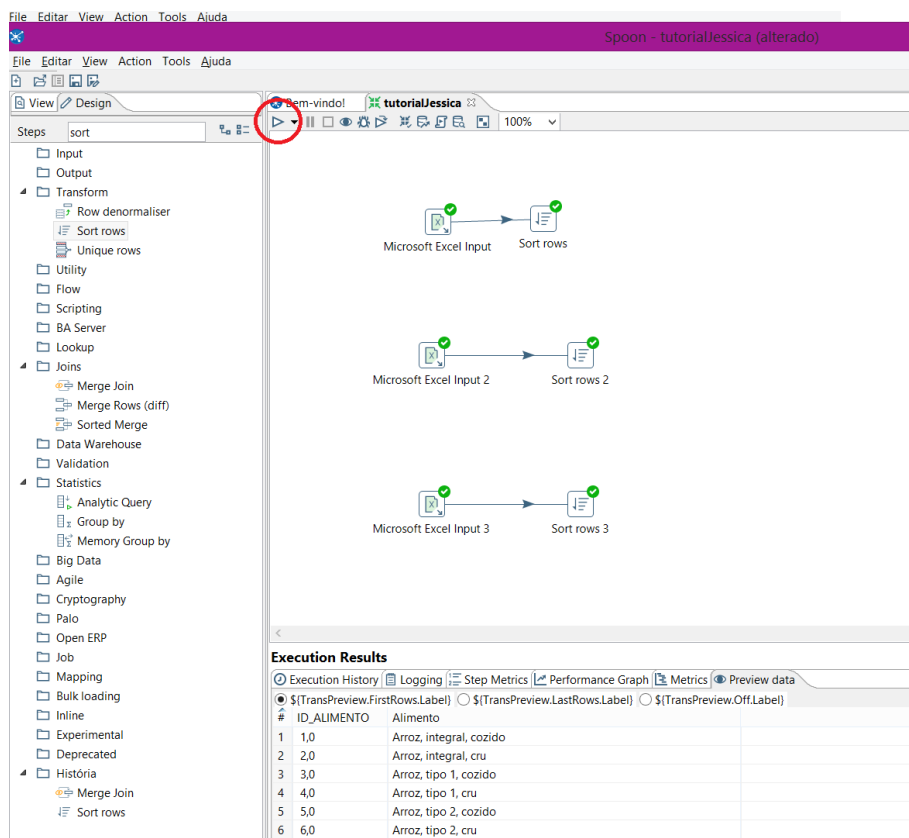 File Editar View Action Tools Ajuda
Spoon - tutorialJessica (alterado)
File Editar View Action Tools Ajuda
View Design
Bem-vindo! tutorialJessica
Steps sort
100%
Input
Output
Transform
Row denormaliser
Sort rows
Unique rows
Utility
Flow
Scripting
BA Server
Lookup
Joins
Merge Join
Merge Rows (diff)
Sorted Merge
Data Warehouse
Validation
Statistics
Analytic Query
Group by
Memory Group by
Big Data
Agile
Cryptography
Palo
Open ERP
Job
Mapping
Bulk loading
Inline
Experimental
Deprecated
História
Merge Join
Sort rows
Microsoft Excel Input Sort rows
Microsoft Excel Input 2 Sort rows 2
Microsoft Excel Input 3 Sort rows 3
Execution Results
Execution History Logging Step Metrics Performance Graph Metrics Preview data
${TransPreview.FirstRows.Label} ${TransPreview.LastRows.Label} ${TransPreview.Off.Label}
# ID_ALIMENTO Alimento
1 1,0 Arroz, integral, cozido
2 2,0 Arroz, integral, cru
3 3,0 Arroz, tipo 1, cozido
4 4,0 Arroz, tipo 1, cru
5 5,0 Arroz, tipo 2, cozido
6 6,0 Arroz, tipo 2, cru